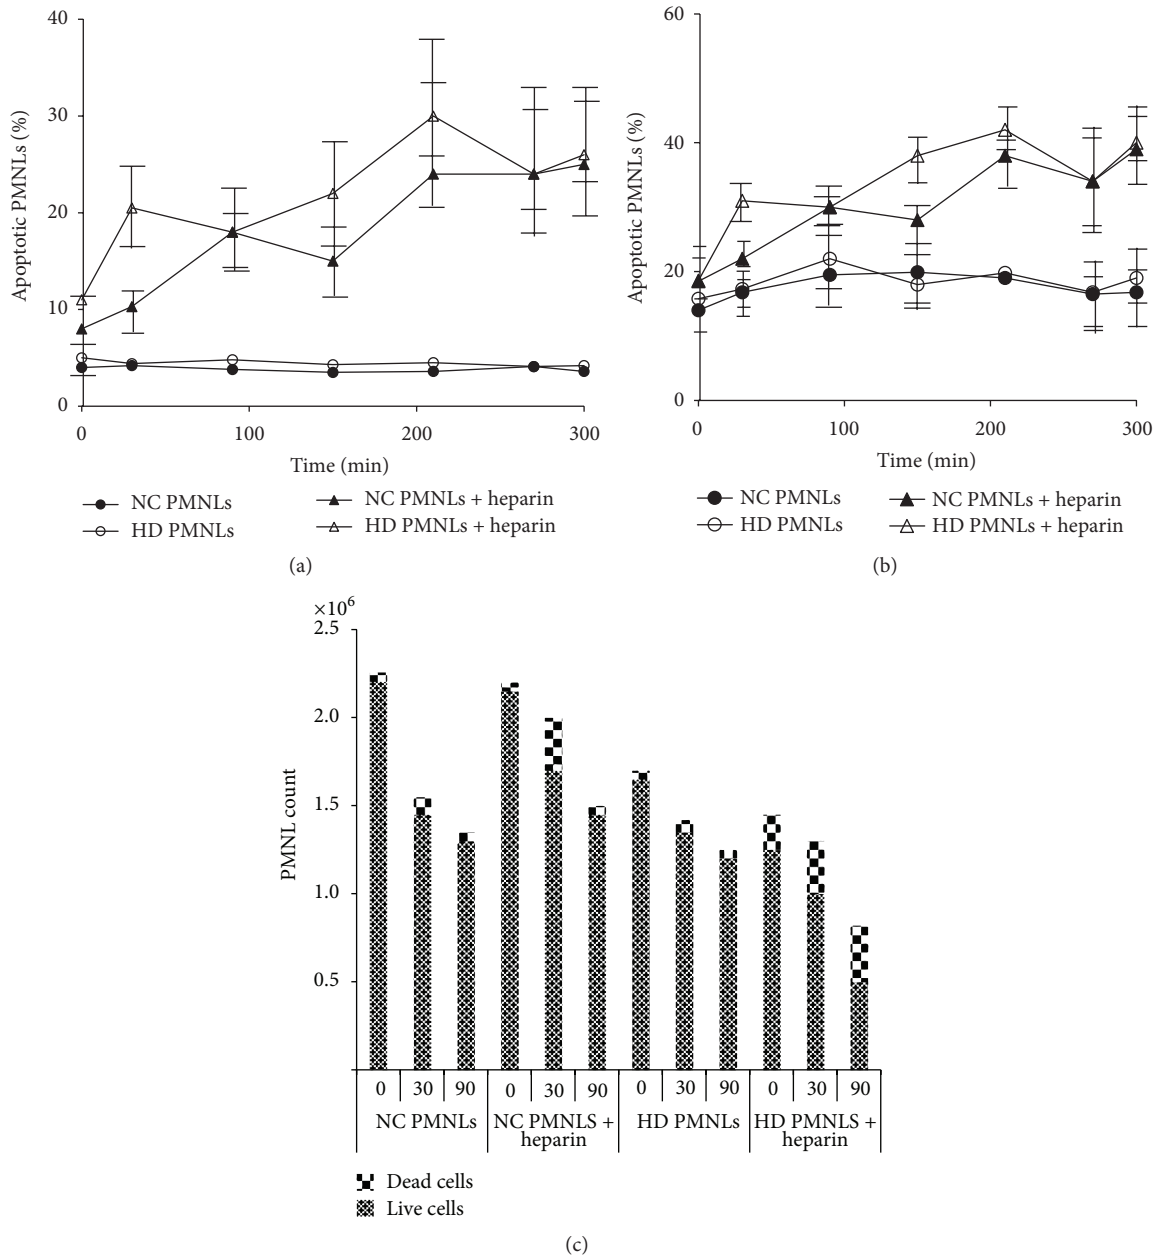 40
30
20
10
0
Apoptotic PMNLs (%)
0 100 200 300
Time (min)
NC PMNLs
HD PMNLs
NC PMNLs + heparin
HD PMNLs + heparin
(a)
60
40
20
0
Apoptotic PMNLs (%)
0 100 200 300
Time (min)
NC PMNLs
HD PMNLs
NC PMNLs + heparin
HD PMNLs + heparin
(b)
×10⁶
2.5
2.0
1.5
1.0
0.5
PMNL count
0 30 90 0 30 90 0 30 90 0 30 90
NC PMNLs
NC PMNLS +
heparin
HD PMNLs
HD PMNLS +
heparin
Dead cells
Live cells
(c)